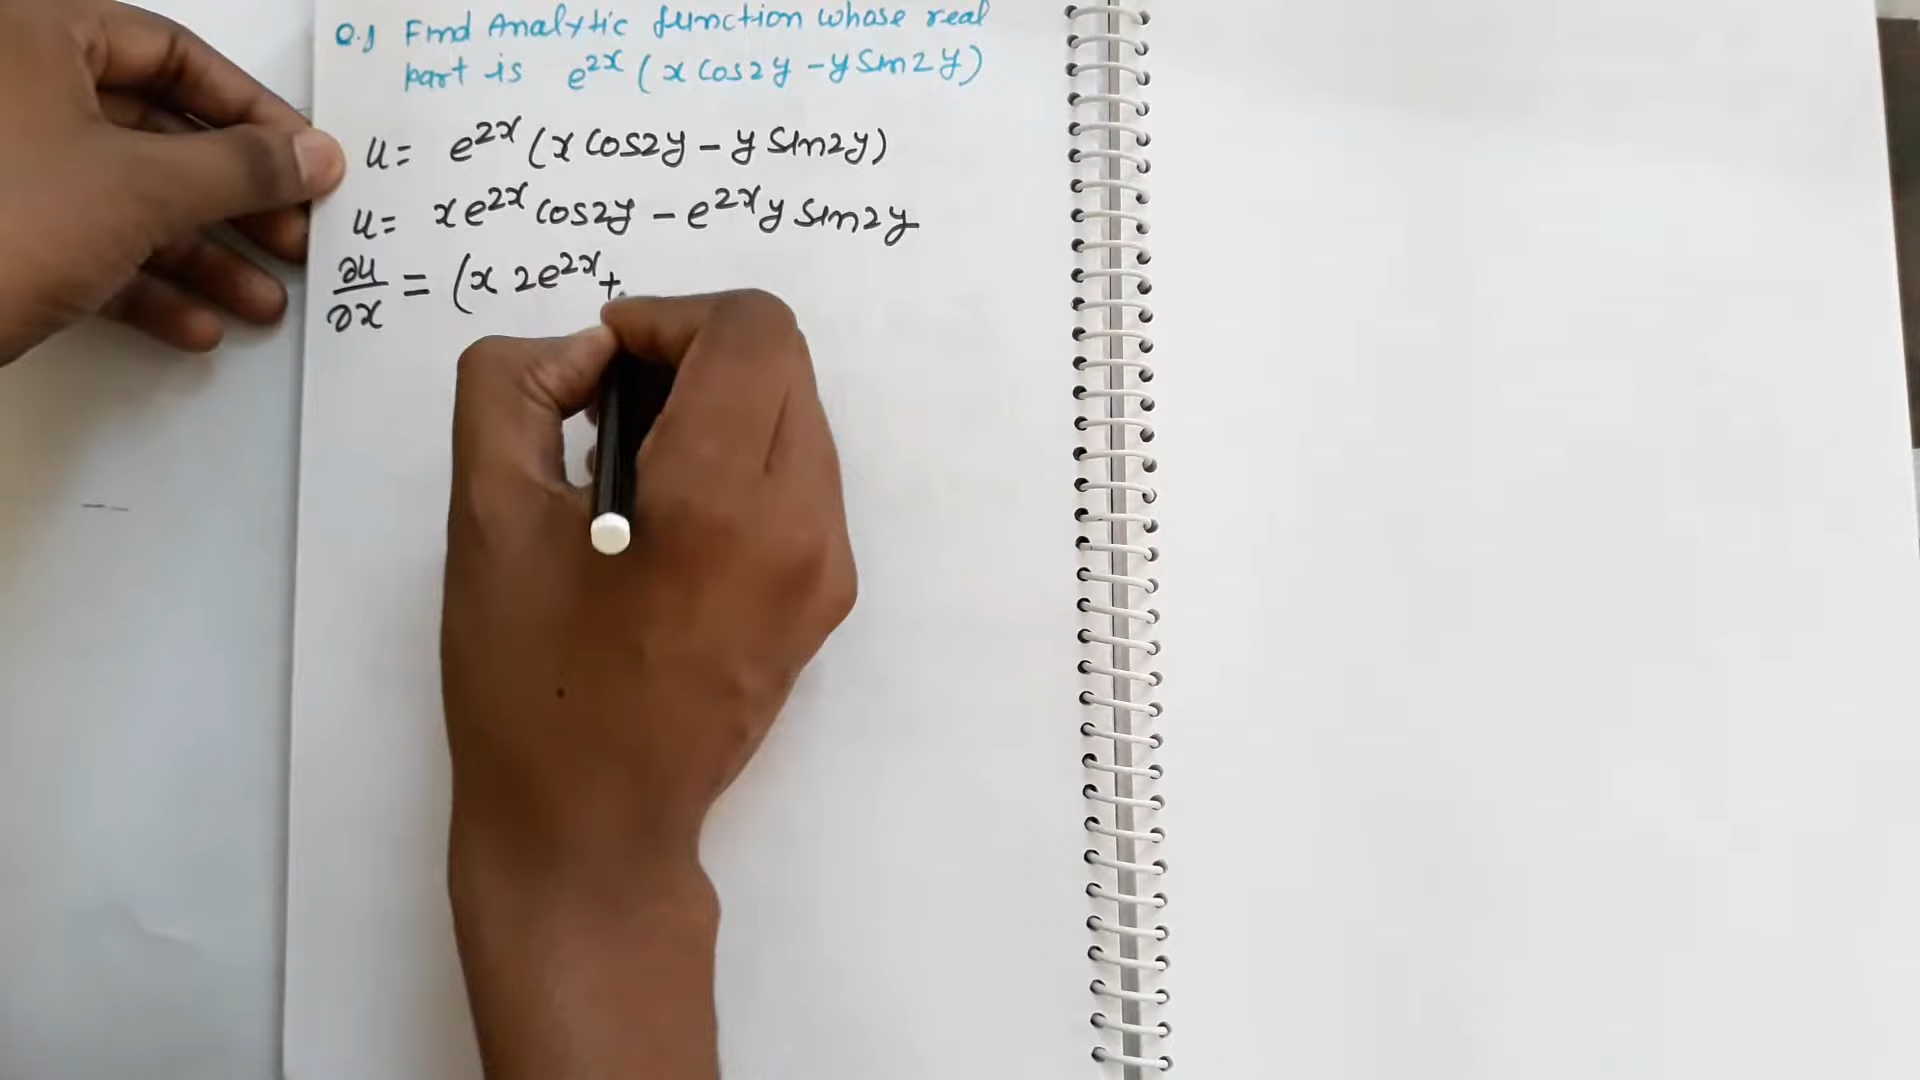 Q.1 Find Analytic function whose real
part is e^2x (x Cos2y - y Sin2y)
u = e^2x (x Cos2y - y Sin2y)
u = xe^2x Cos2y - e^2x y Sin2y
∂u/∂x = (x 2e^2x +